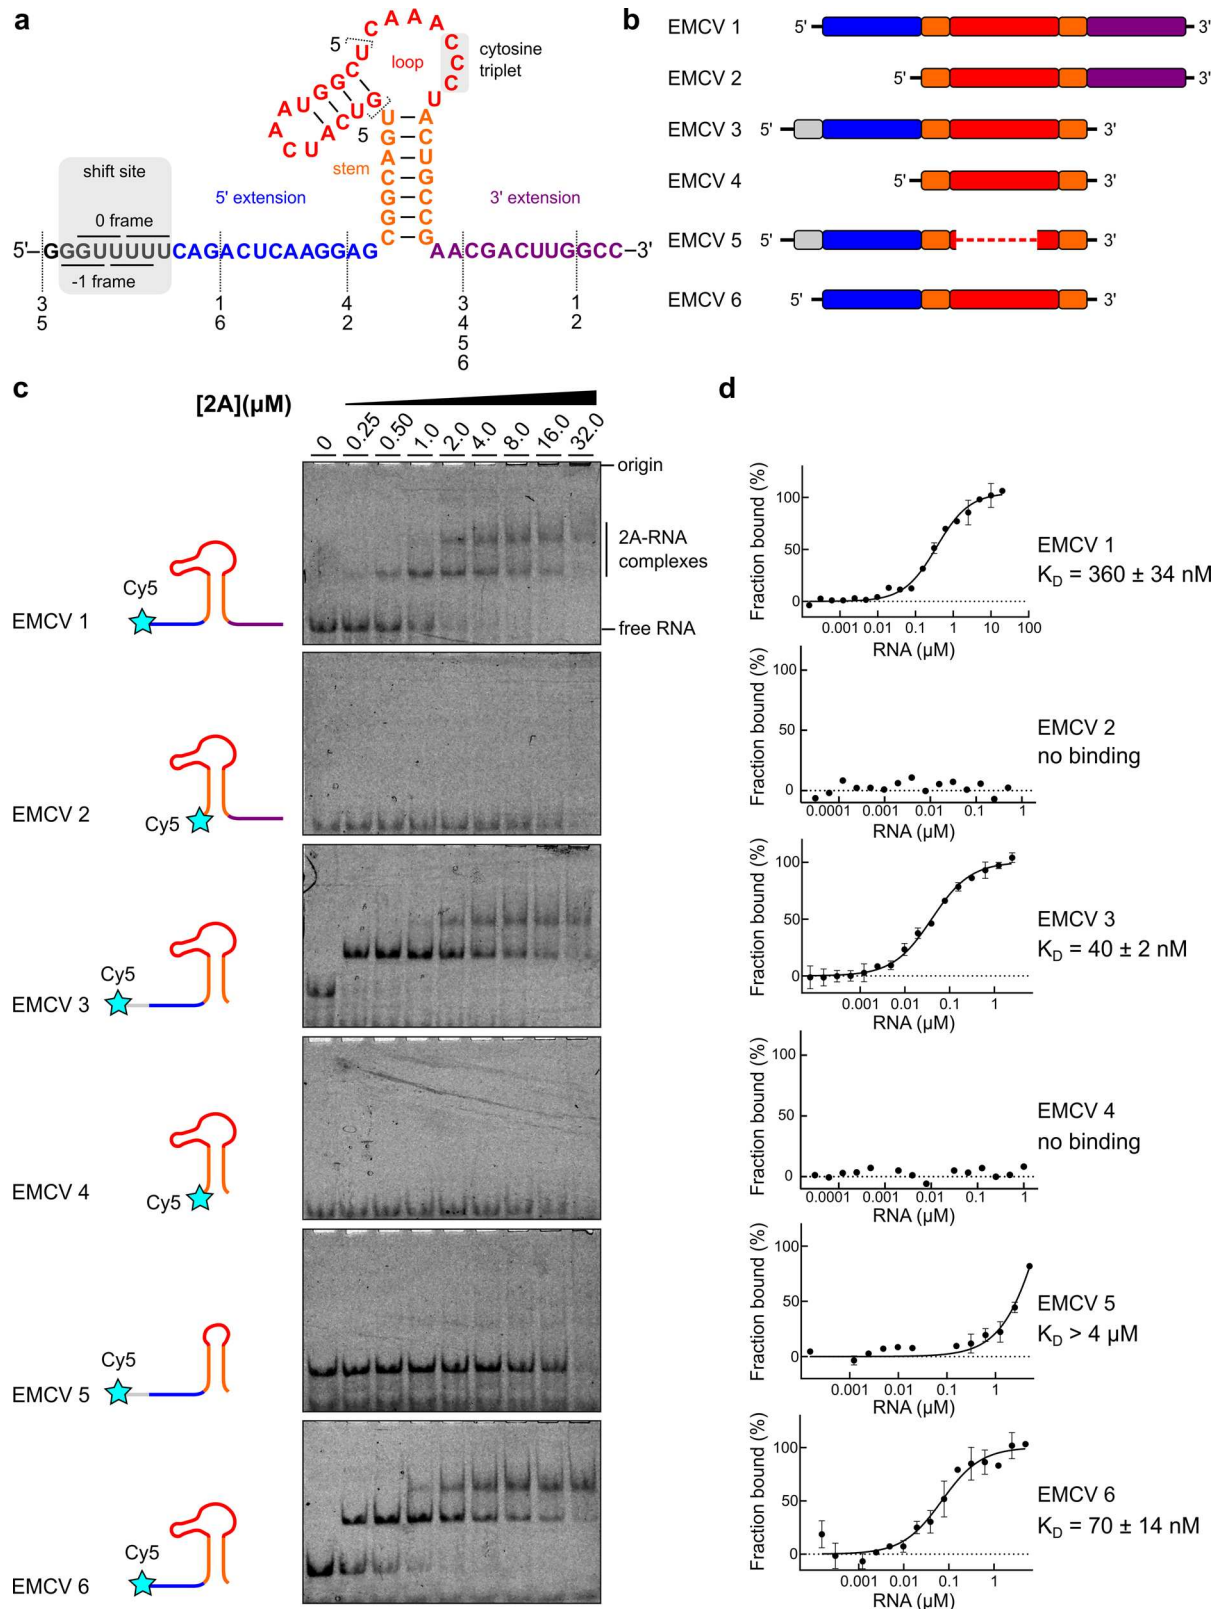 a
5
UCAAACCC
loop
cytosine
triplet
GUAAUCGGU
ACUCAUCUG
5
U
UGACGGC
ACUGCCG
stem
shift site
0 frame
-1 frame
5' extension
3' extension
5'–GGGUUUUUCAGACUCAAGGAG
AACGACUUGGCC–3'
3
5
1
6
4
2
3
4
5
6
1
2
b
EMCV 1
5'
3'
EMCV 2
5'
3'
EMCV 3
5'
3'
EMCV 4
5'
3'
EMCV 5
5'
3'
EMCV 6
5'
3'
c
[2A](µM)
0 0.25 0.50 1.0 2.0 4.0 8.0 16.0 32.0
origin
2A-RNA
complexes
free RNA
Cy5
EMCV 1
EMCV 2
Cy5
Cy5
EMCV 3
EMCV 4
Cy5
Cy5
EMCV 5
Cy5
EMCV 6
d
Fraction bound (%)
100
50
0
0.001 0.01 0.1 1 10 100
RNA (µM)
EMCV 1
K_D = 360 ± 34 nM
Fraction bound (%)
100
50
0
0.0001 0.001 0.01 0.1 1
RNA (µM)
EMCV 2
no binding
Fraction bound (%)
100
50
0
0.001 0.01 0.1 1
RNA (µM)
EMCV 3
K_D = 40 ± 2 nM
Fraction bound (%)
100
50
0
0.0001 0.001 0.01 0.1 1
RNA (µM)
EMCV 4
no binding
Fraction bound (%)
100
50
0
0.001 0.01 0.1 1
RNA (µM)
EMCV 5
K_D > 4 µM
Fraction bound (%)
100
50
0
0.001 0.01 0.1 1
RNA (µM)
EMCV 6
K_D = 70 ± 14 nM